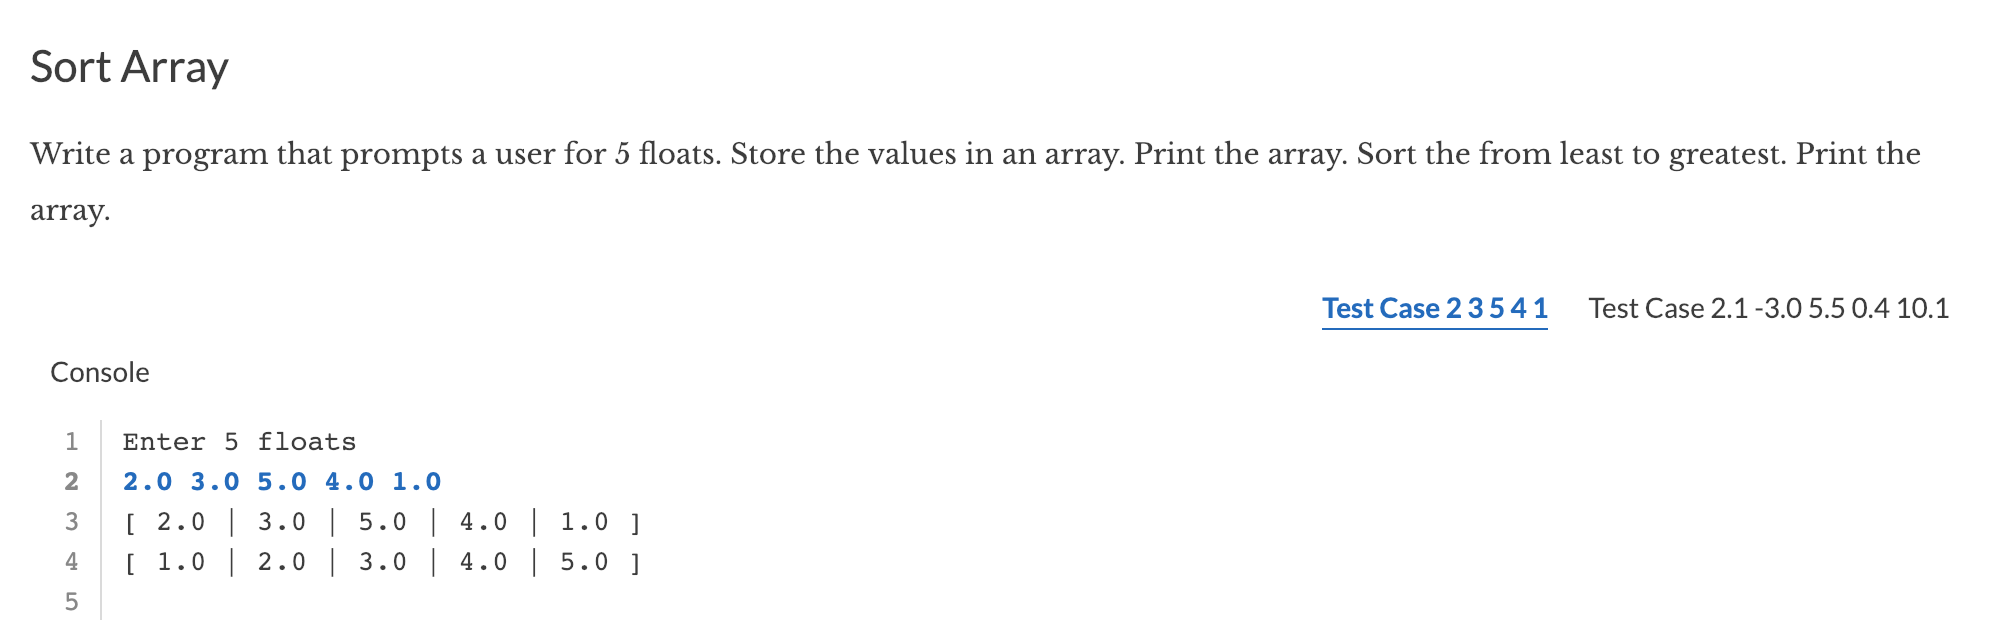 Sort Array
Write a program that prompts a user for 5 floats. Store the values in an array. Print the array. Sort the from least to greatest. Print the
array.
Test Case 2 3 5 4 1 Test Case 2.1 -3.0 5.5 0.4 10.1
Console
1 Enter 5 floats
2 2.0 3.0 5.0 4.0 1.0
3 [ 2.0 | 3.0 | 5.0 | 4.0 | 1.0 ]
4 [ 1.0 | 2.0 | 3.0 | 4.0 | 5.0 ]
5